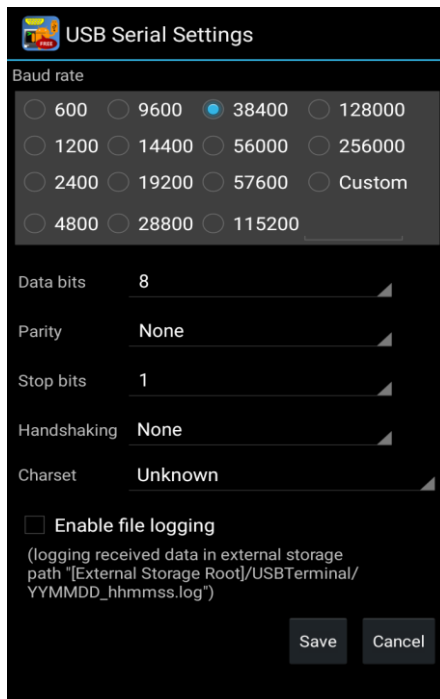 USB Serial Settings
Baud rate
600 9600 38400 128000
1200 14400 56000 256000
2400 19200 57600 Custom
4800 28800 115200
Data bits 8
Parity None
Stop bits 1
Handshaking None
Charset Unknown
Enable file logging
(logging received data in external storage
path "[External Storage Root]/USBTerminal/
YYMMDD_hhmmss.log")
Save Cancel